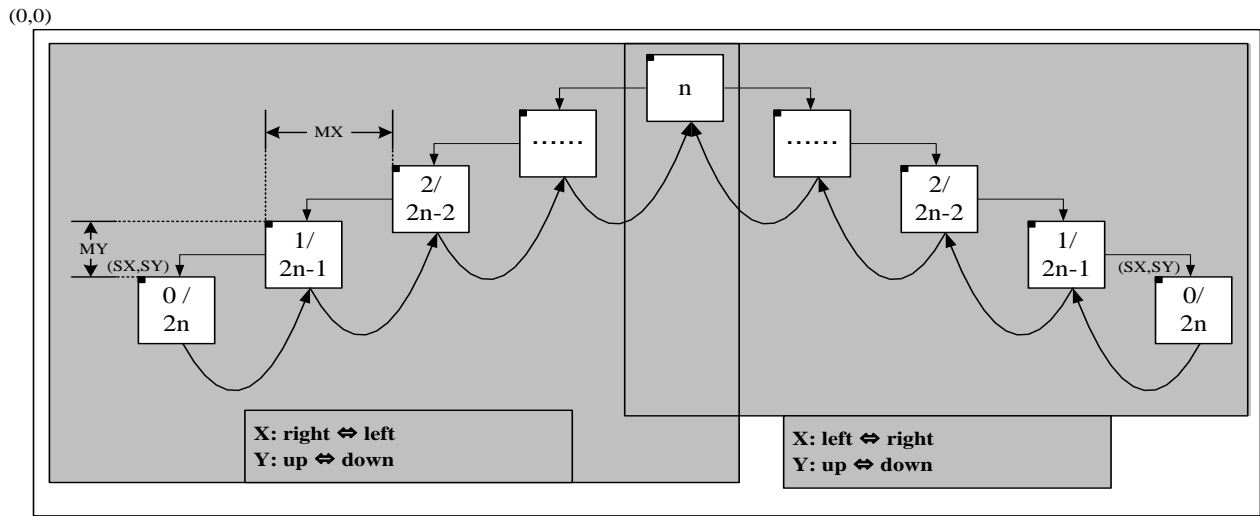 (0,0)
n
MX
......
......
2/
2n-2
2/
2n-2
MY
1/
2n-1
1/
2n-1
(SX,SY)
(SX,SY)
0 /
2n
0/
2n
X: right ⇔ left
Y: up ⇔ down
X: left ⇔ right
Y: up ⇔ down